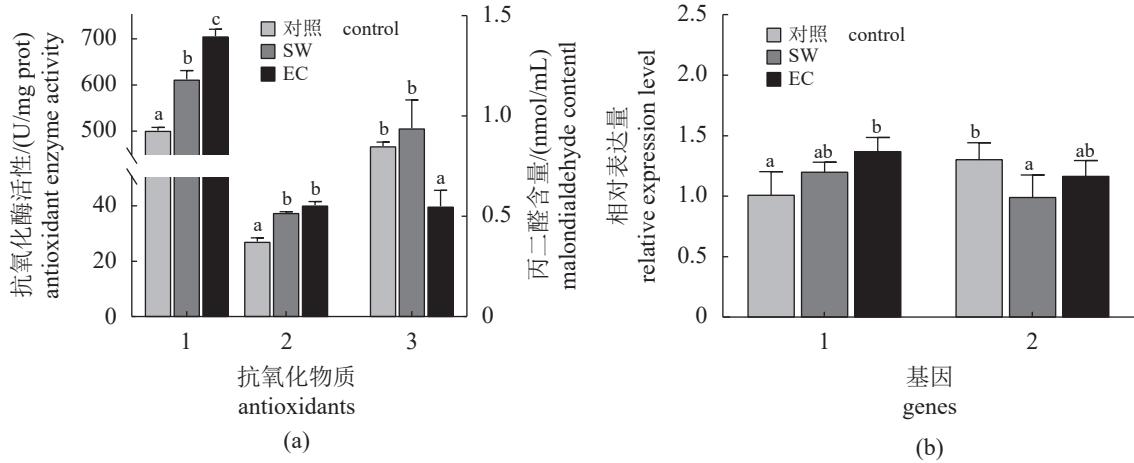 抗氧化酶活性/(U/mg prot)
antioxidant enzyme activity
700
600
500
40
20
0
a
b
c
a
b
b
b
b
a
对照 control
SW
EC
1.5
1.0
0.5
0
丙二醛含量/(nmol/mL)
malondialdehyde contentl
1
2
3
抗氧化物质
antioxidants
(a)
相对表达量
relative expression level
2.5
2.0
1.5
1.0
0.5
0
对照 control
SW
EC
a
ab
b
b
a
ab
1
2
基因
genes
(b)